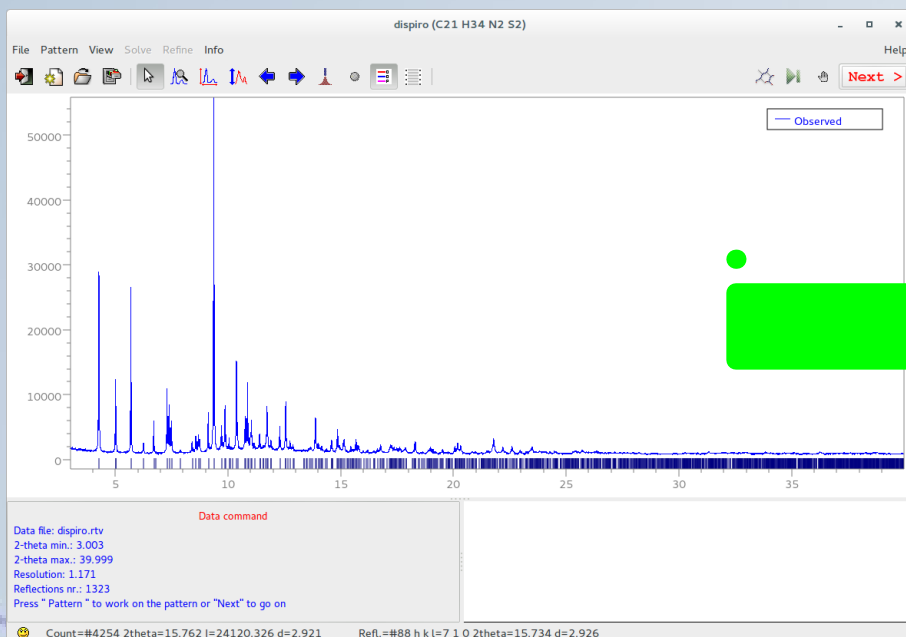 dispiro (C21 H34 N2 S2)
File Pattern View Solve Refine Info Help
Next >
Observed
50000
40000
30000
20000
10000
0
5 10 15 20 25 30 35
Data command
Data file: dispiro.rtv
2-theta min.: 3.003
2-theta max.: 39.999
Resolution: 1.171
Reflections nr.: 1323
Press " Pattern " to work on the pattern or "Next" to go on
Count=#4254 2theta=15.762 I=24120.326 d=2.921 Refl.=#88 h k l=7 1 0 2theta=15.734 d=2.926